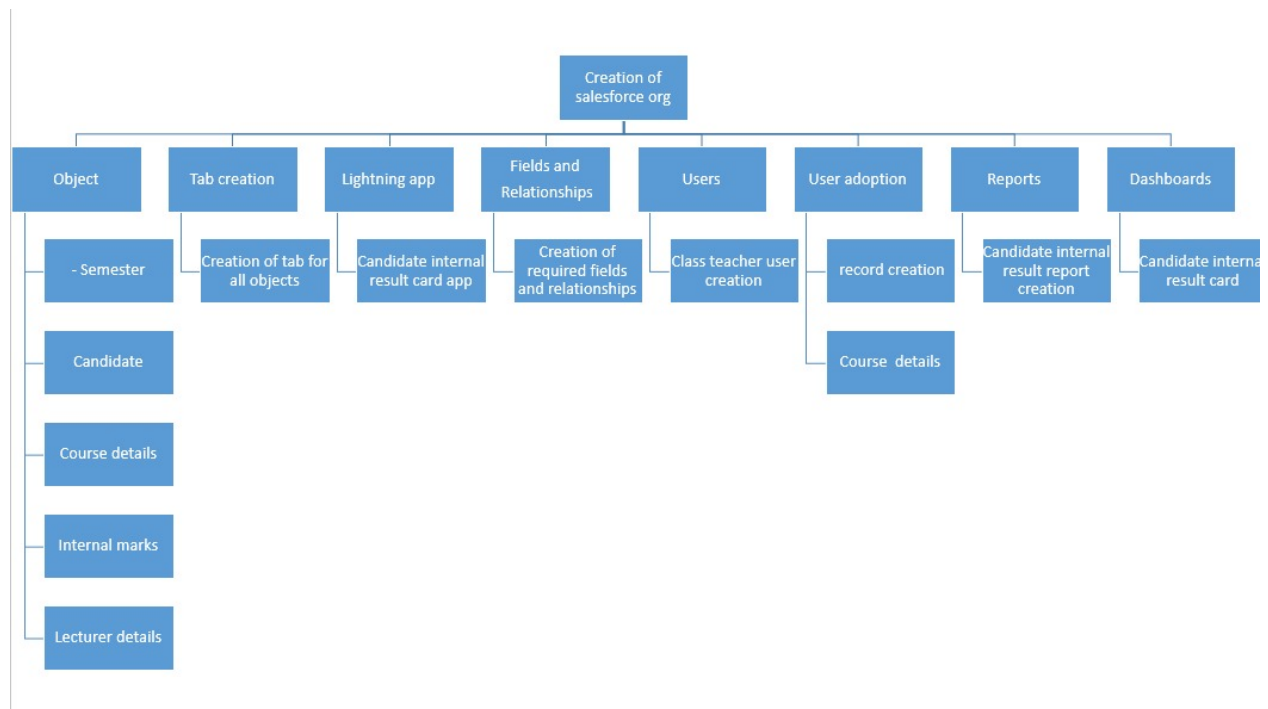 Creation of
salesforce org
Object
Tab creation
Lightning app
Fields and
Relationships
Users
User adoption
Reports
Dashboards
- Semester
Creation of tab for
all objects
Candidate internal
result card app
Creation of
required fields
and relationships
Class teacher user
creation
record creation
Candidate internal
result report
creation
Candidate internal
result card
Candidate
Course details
Course details
Internal marks
Lecturer details